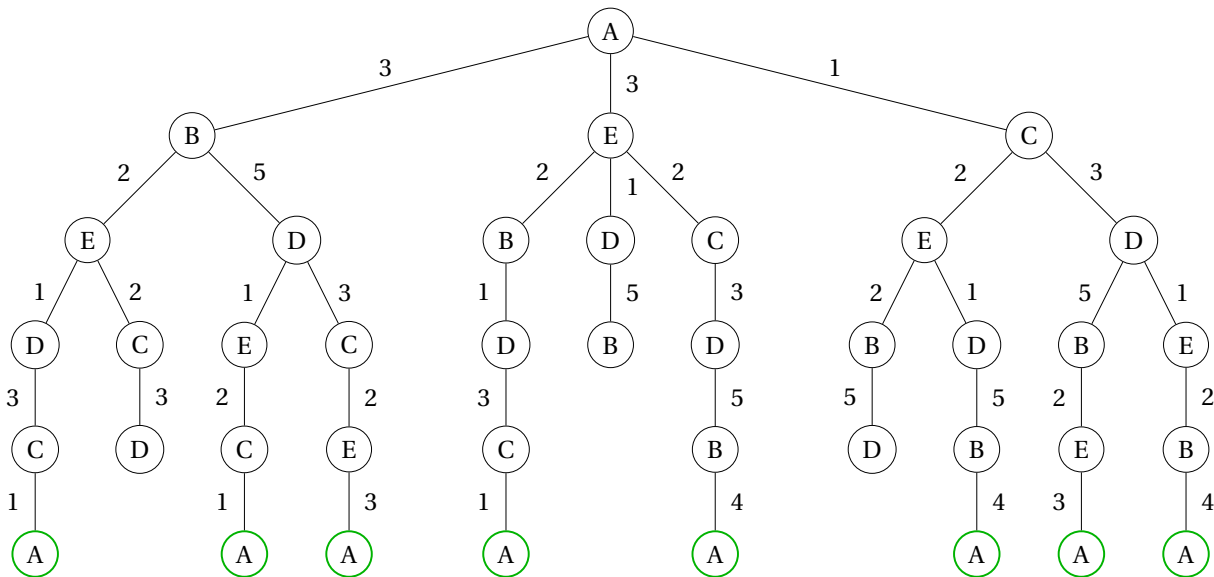 A
3 3 1
B E C
2 5 2 1 2 2 3
E D B D C E D
1 2 1 3 1 5 3 2 1 5 1
D C E C D B D B D B E
3 3 2 2 3 5 5 5 2 2
C D C E C B D B E B
1 1 3 1 4 4 3 4
A A A A A A A A